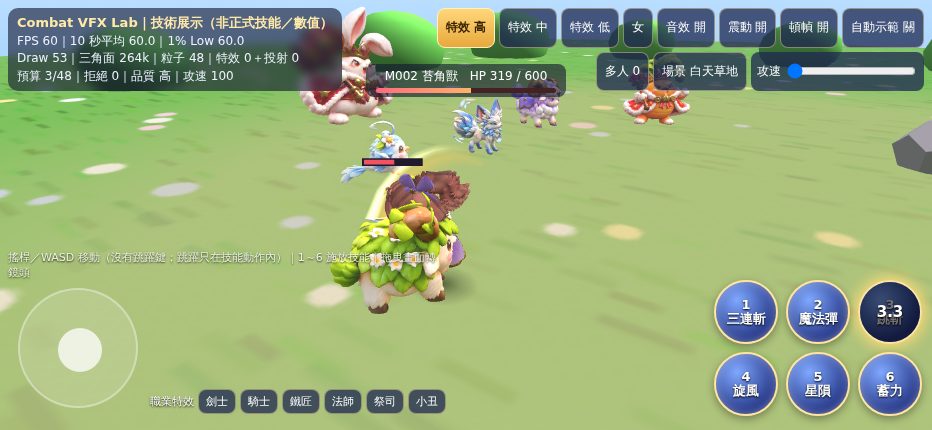 Combat VFX Lab | 技術展示（非正式技能／數值）
FPS 60 | 10 秒平均 60.0 | 1% Low 60.0
Draw 53 | 三角面 264k | 粒子 48 | 特效 0＋投射 0
預算 3/48 | 拒絕 0 | 品質 高 | 攻速 100
特效 高
特效 中
特效 低
女
音效 開
震動 開
頓幀 開
自動示範 關
多人 0
場景 白天草地
攻速
M002 苔角獸 HP 319 / 600
搖桿／WASD 移動（沒有跳躍鍵；跳躍只在技能動作內） | 1～6 施放技能
鏡頭
1
三連斬
2
魔法彈
3
3.3
4
旋風
5
星隕
6
蓄力
職業特效
劍士
騎士
鐵匠
法師
祭司
小丑